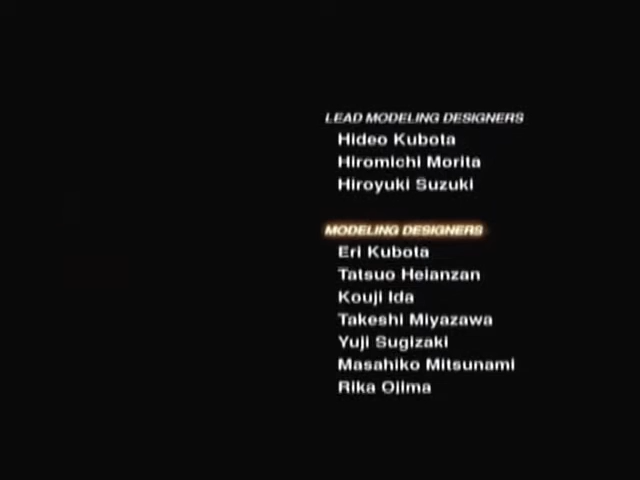 LEAD MODELING DESIGNERS
Hideo Kubota
Hiromichi Morita
Hiroyuki Suzuki
MODELING DESIGNERS
Eri Kubota
Tatsuo Heianzan
Kouji Ida
Takeshi Miyazawa
Yuji Sugizaki
Masahiko Mitsunami
Rika Ojima